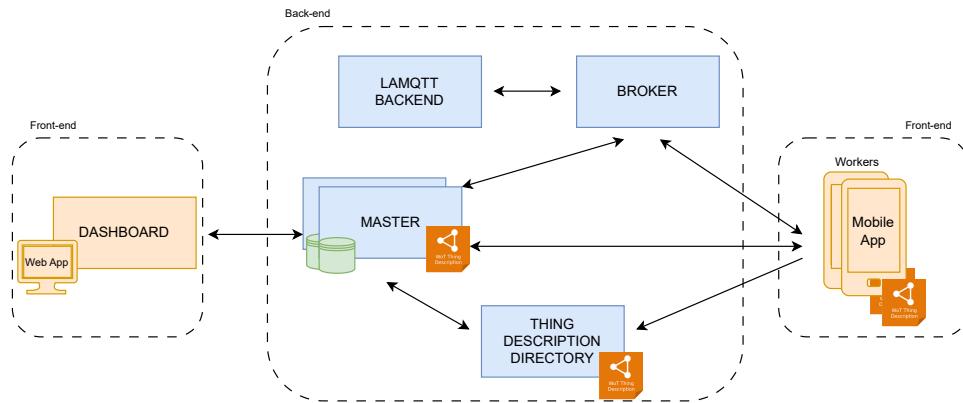 Back-end
LAMQTT
BACKEND
BROKER
Front-end
Front-end
Workers
DASHBOARD
Web App
MASTER
WoT Thing
Description
Mobile
App
WoT Thing
Description
THING
DESCRIPTION
DIRECTORY
WoT Thing
Description